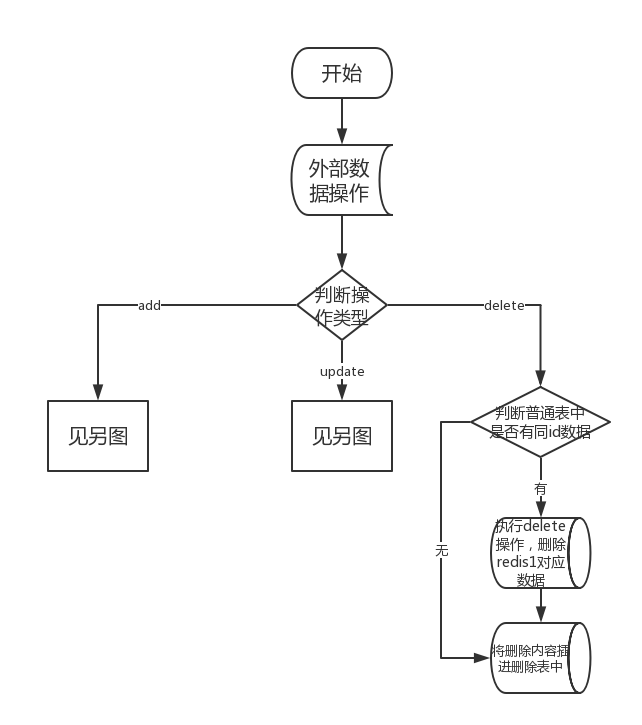 开始
外部数
据操作
判断操
作类型
add
update
delete
见另图
见另图
判断普通表中
是否有同id数据
有
无
执行delete
操作，删除
redis1对应
数据
将删除内容插
进删除表中